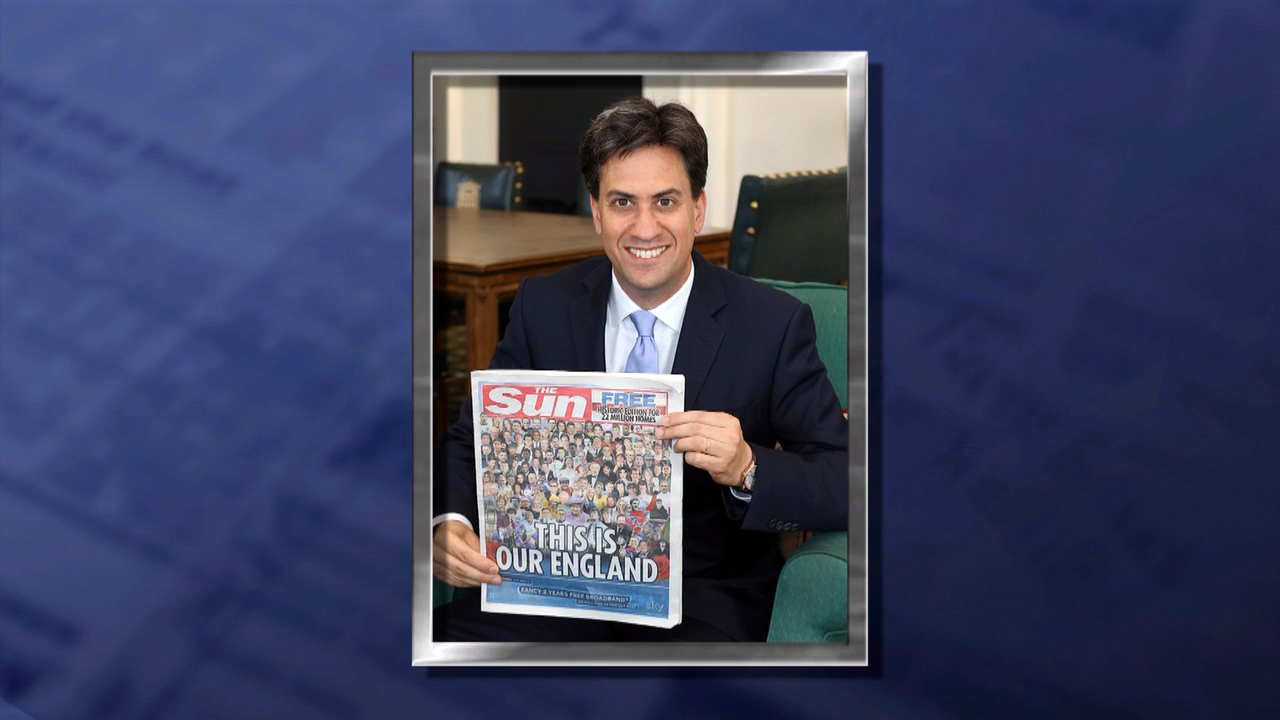 THE
Sun
FREE
HISTORIC EDITION FOR
22 MILLION HOMES
THIS IS
OUR ENGLAND
FANCY 2 YEARS FREE BROADBAND?
sky